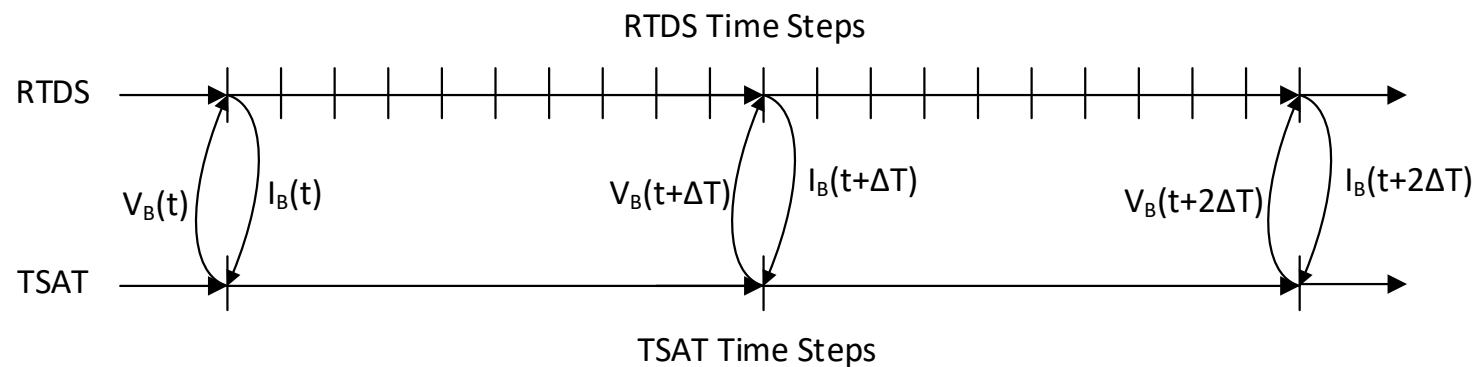 RTDS Time Steps
RTDS
V_B(t)
I_B(t)
V_B(t+ΔT)
I_B(t+ΔT)
V_B(t+2ΔT)
I_B(t+2ΔT)
TSAT
TSAT Time Steps